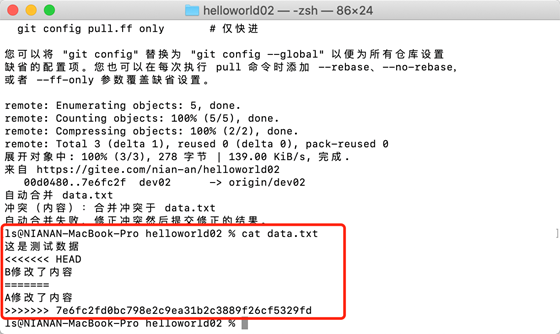 helloworld02 — -zsh — 86×24
git config pull.ff only # 仅快进
您可以将 "git config" 替换为 "git config --global" 以便为所有仓库设置
缺省的配置项。您也可以在每次执行 pull 命令时添加 --rebase、--no-rebase,
或者 --ff-only 参数覆盖缺省设置。
remote: Enumerating objects: 5, done.
remote: Counting objects: 100% (5/5), done.
remote: Compressing objects: 100% (2/2), done.
remote: Total 3 (delta 1), reused 0 (delta 0), pack-reused 0
展开对象中: 100% (3/3), 278 字节 | 139.00 KiB/s, 完成.
来自 https://gitee.com/nian-an/helloworld02
00d0480..7e6fc2f dev02 -> origin/dev02
自动合并 data.txt
冲突（内容）：合并冲突于 data.txt
自动合并失败，修正冲突然后提交修正的结果。
ls@NIANAN-MacBook-Pro helloworld02 % cat data.txt
这是测试数据
<<<<<<< HEAD
B修改了内容
=======
A修改了内容
>>>>>>> 7e6fc2fd0bc798e2c9ea31b2c3889f26cf5329fd
ls@NIANAN-MacBook-Pro helloworld02 %